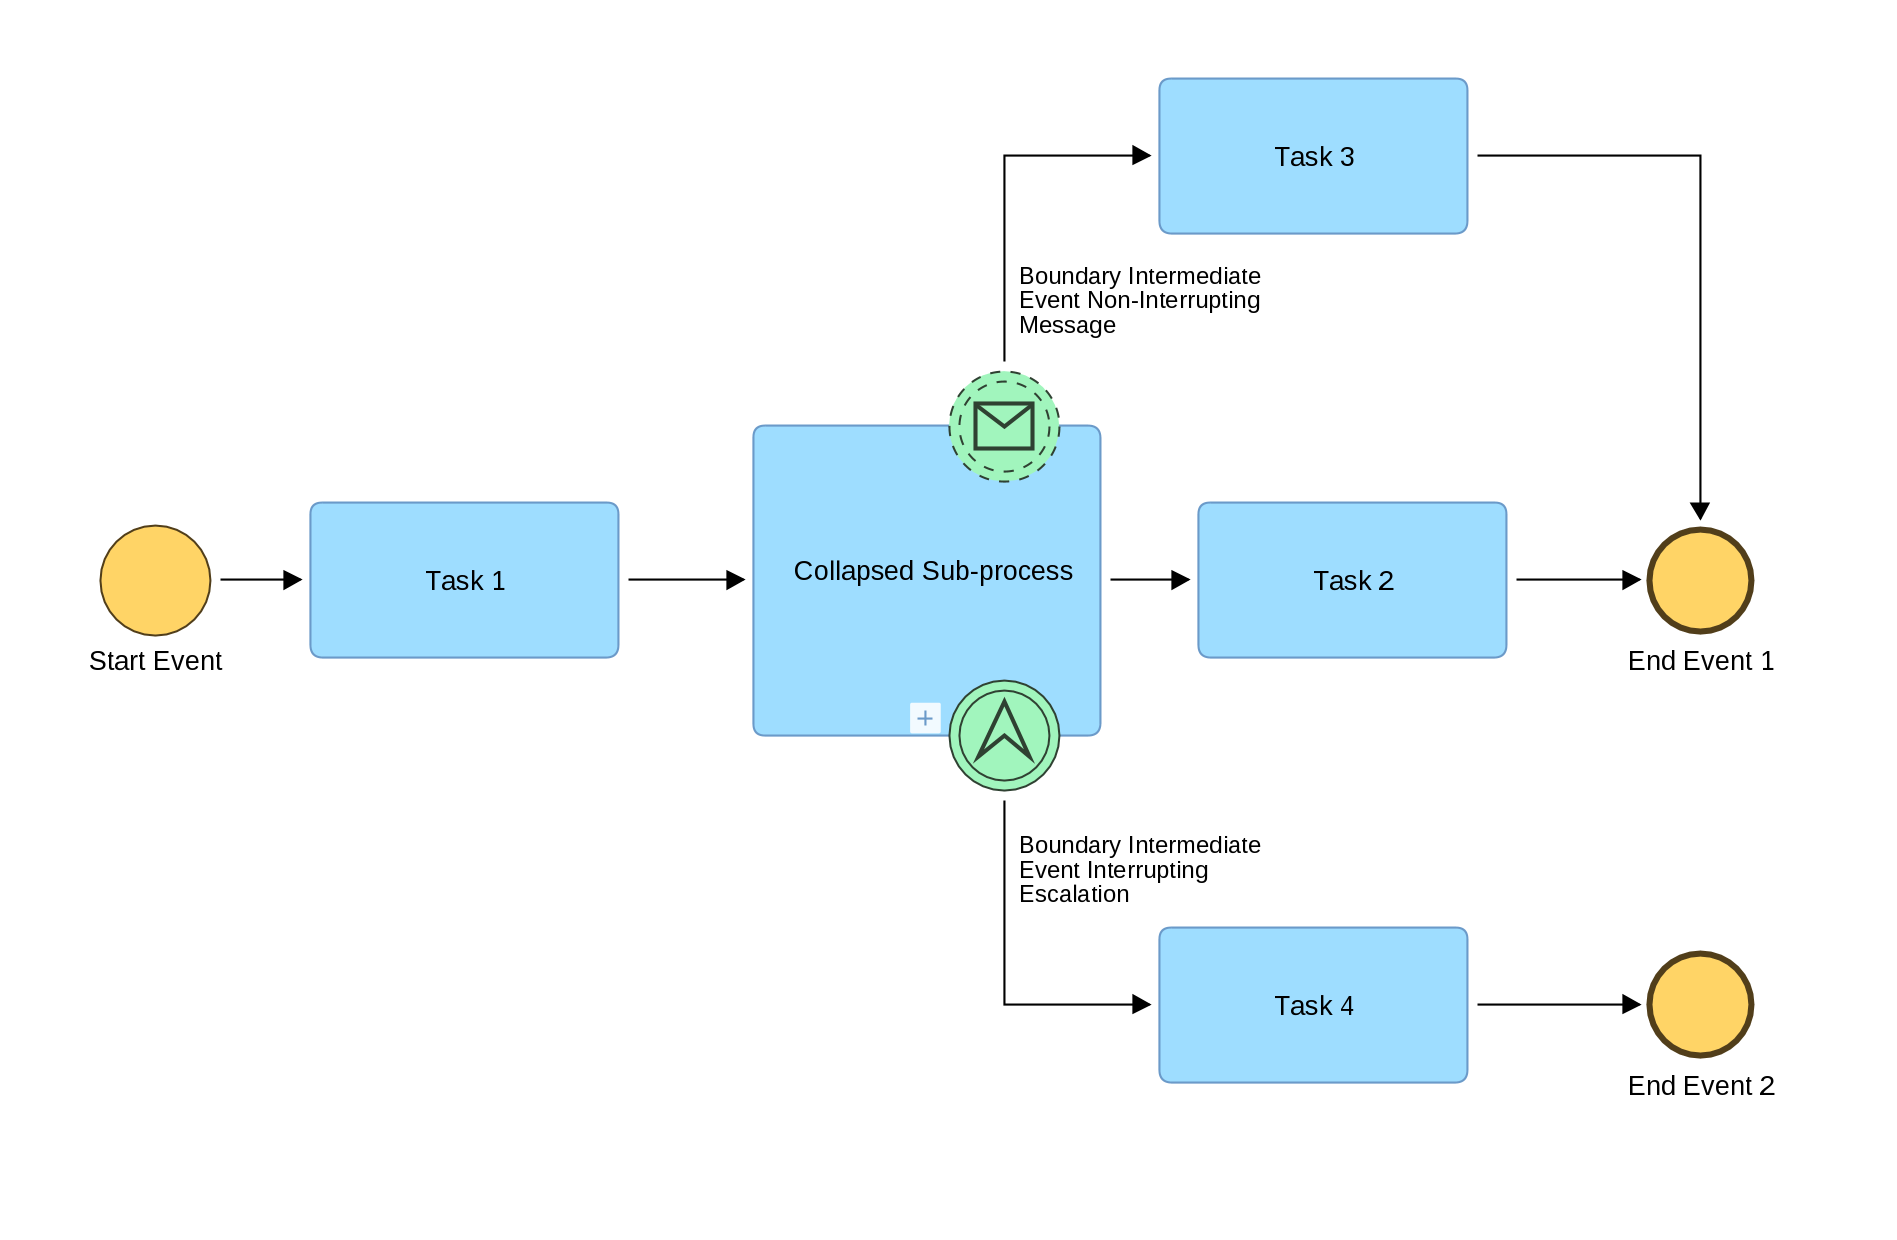 Task 3
Boundary Intermediate
Event Non-Interrupting
Message
Collapsed Sub-process
Task 1
Task 2
Start Event
End Event 1
Boundary Intermediate
Event Interrupting
Escalation
Task 4
End Event 2